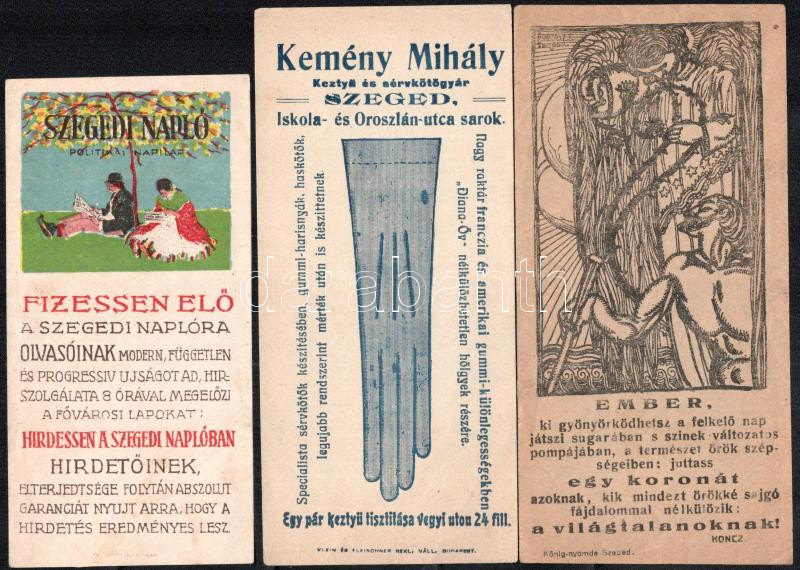 SZEGEDI NAPLÓ
POLITIKAI NAPILAP
FIZESSEN ELŐ
A SZEGEDI NAPLÓRA
OLVASÓINAK MODERN, FÜGGETLEN
ÉS PROGRESSIV UJSÁGOT AD, HIR-
SZOLGÁLATA 8 ÓRÁVAL MEGELŐZI
A FŐVÁROSI LAPOKAT;
HIRDESSEN A SZEGEDI NAPLÓBAN
HIRDETŐINEK,
ELTERJEDTSÉGE FOLYTÁN ABSZOLUT
GARANCIÁT NYUJT ARRA, HOGY A
HIRDETÉS EREDMÉNYES LESZ.
Kemény Mihály
Keztyű és sérvkötőgyár
SZEGED,
Iskola- és Oroszlán-utca sarok.
Specialista sérvkötők készítésében, gummi-harisnyák, haskötők,
legujabb rendszerint mérték után is készíttetnek
Nagy raktár franczia és amerikai gummi-különlegességekben
„Diana-Öv" nélkülözhetetlen hölgyek részére.
Egy pár keztyű tisztitása vegyi uton 24 fill.
KLEIN ÉS FLEISCHNER REKL. VÁLL. BUDAPEST.
EMBER,
ki gyönyörködhetsz a felkelő nap
játszi sugarában s szinek változatos
pompájában, a természet örök szép-
ségeiben: juttass
egy koronát
azoknak, kik mindezt örökké sajgó
fájdalommal nélkülözik:
a világtalanoknak!
KONCZ
König-nyomda Szeged.
darabanth